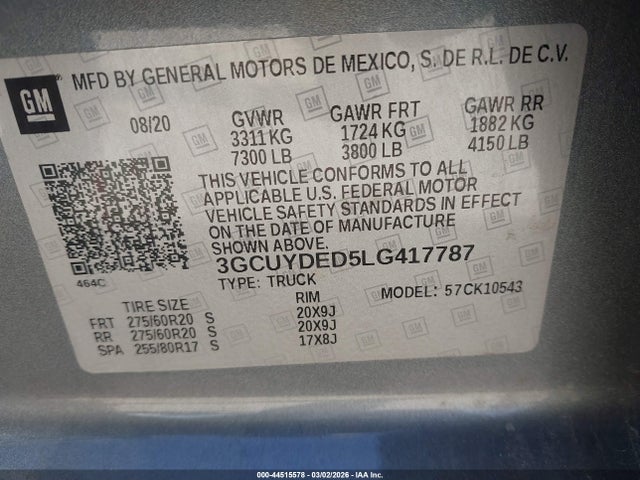 GM
MFD BY GENERAL MOTORS DE MEXICO, S. DE R.L. DE C.V.
08/20
GVWR
3311 KG
7300 LB
GAWR FRT
1724 KG
3800 LB
GAWR RR
1882 KG
4150 LB
THIS VEHICLE CONFORMS TO ALL
APPLICABLE U.S. FEDERAL MOTOR
VEHICLE SAFETY STANDARDS IN EFFECT
ON THE DATE OF MANUFACTURE
SHOWN ABOVE.
464C
3GCUYDED5LG417787
TYPE: TRUCK
MODEL: 57CK10543
TIRE SIZE RIM
FRT 275/60R20 S 20X9J
RR 275/60R20 S 20X9J
SPA 255/80R17 S 17X8J
000-44515578 — 03/02/2026 — IAA Inc.